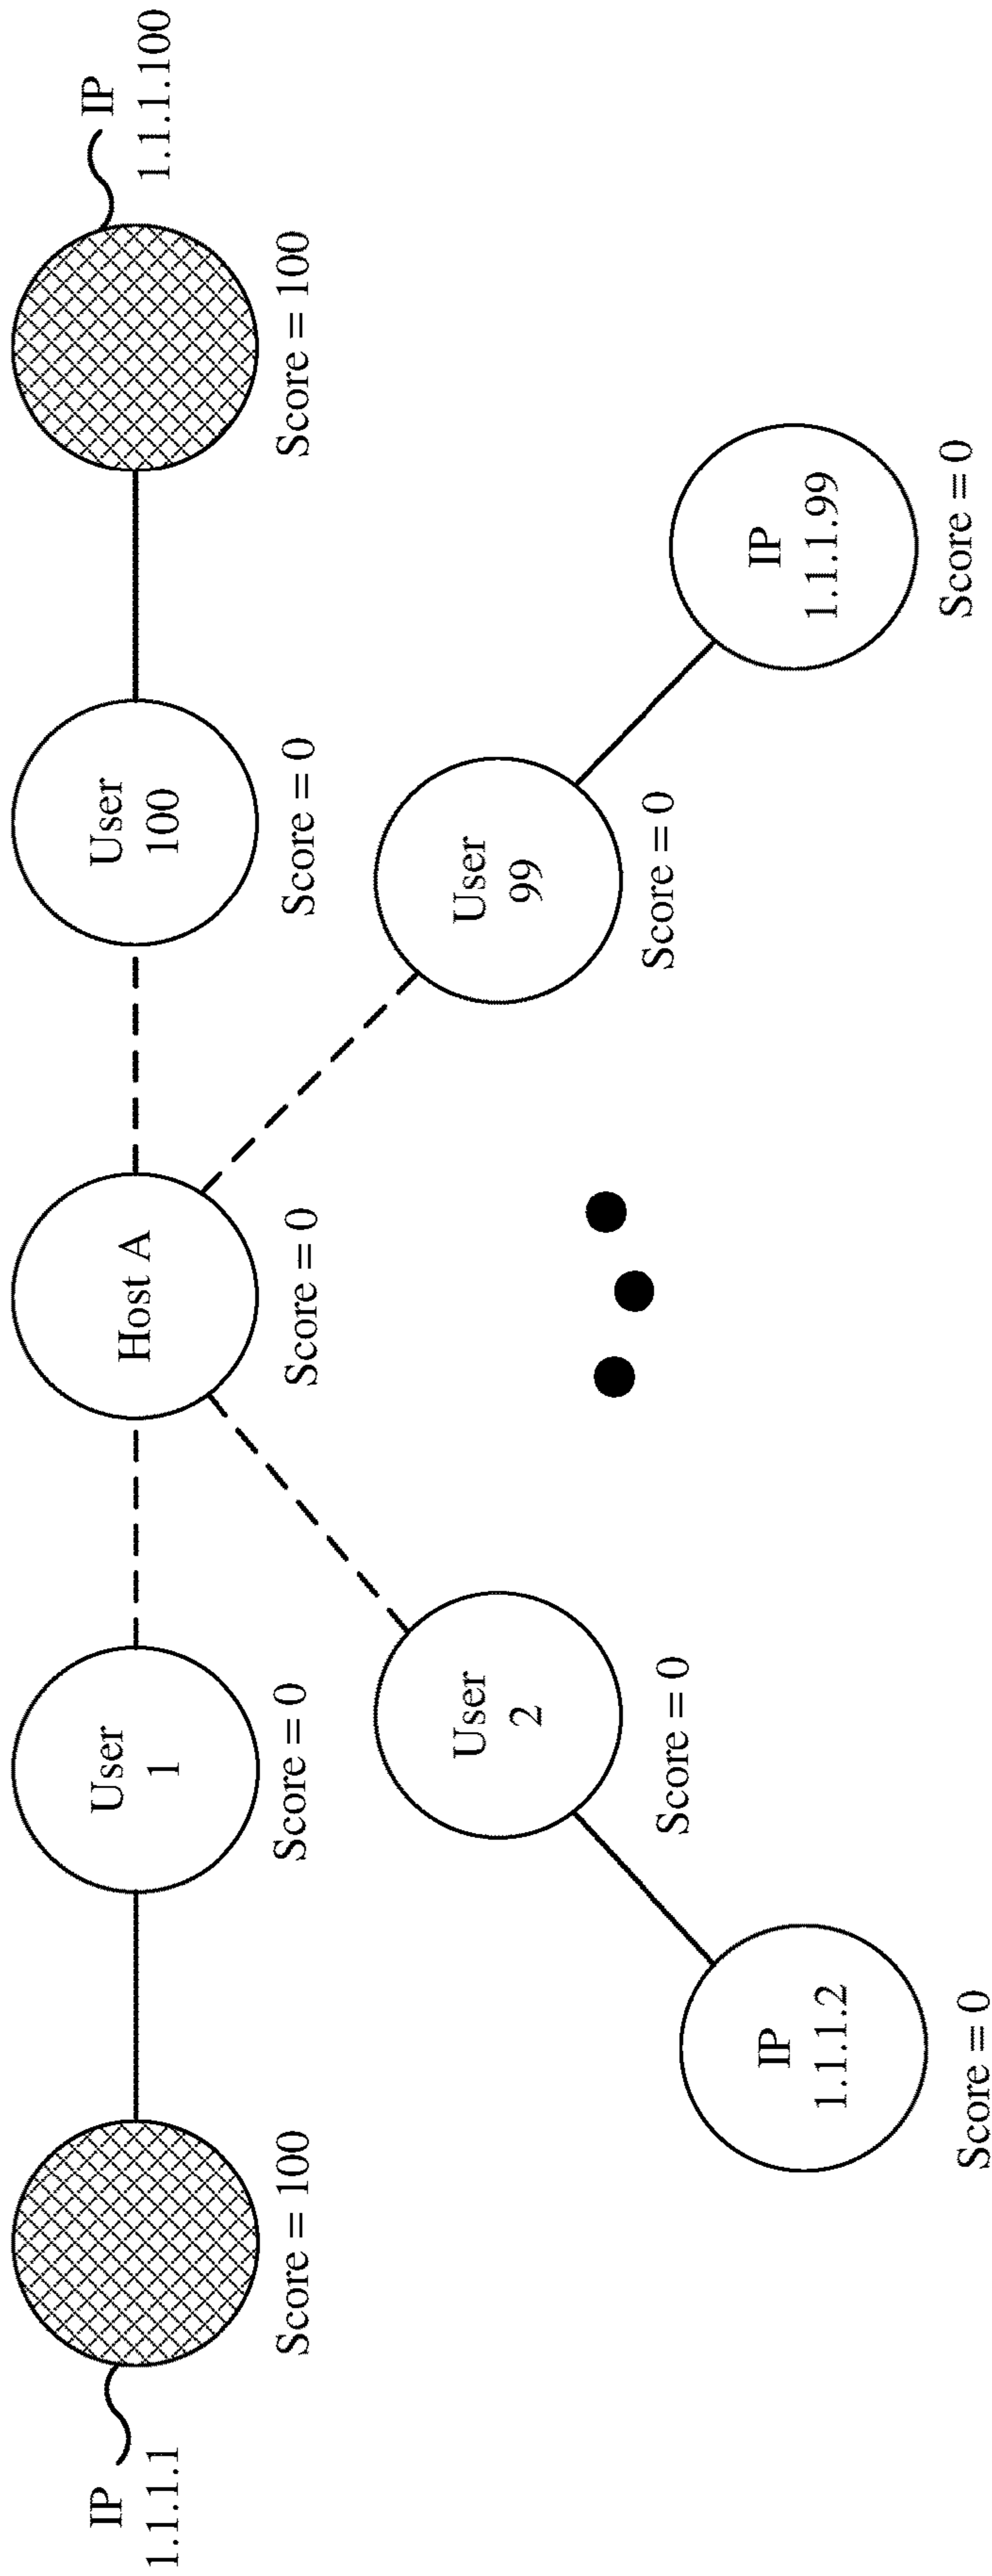 IP
1.1.1.1
Score = 100
User
1
Score = 0
Host A
Score = 0
User
100
Score = 0
IP
1.1.1.100
Score = 100
User
2
Score = 0
User
99
Score = 0
IP
1.1.1.2
Score = 0
IP
1.1.1.99
Score = 0